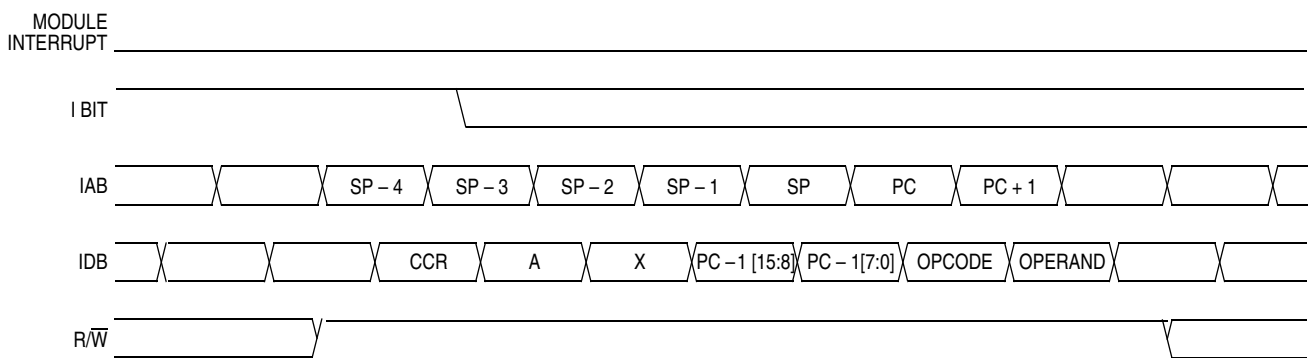 MODULE
INTERRUPT
I BIT
IAB SP – 4 SP – 3 SP – 2 SP – 1 SP PC PC + 1
IDB CCR A X PC –1 [15:8] PC – 1[7:0] OPCODE OPERAND
R/W̅